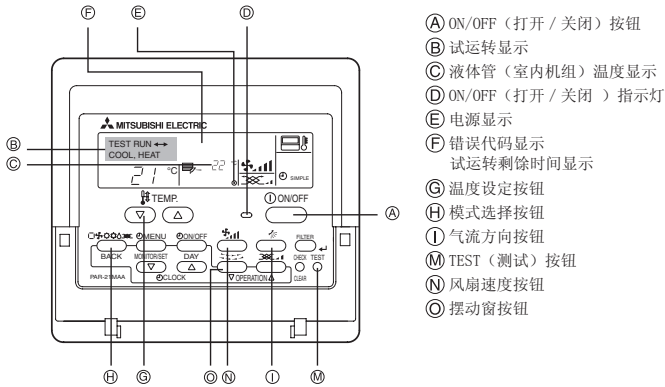 Ⓕ
Ⓔ
Ⓓ
MITSUBISHI ELECTRIC
Ⓑ
TEST RUN
COOL, HEAT
Ⓒ
21 °C
22 °C
SIMPLE
TEMP.
ON/OFF
Ⓐ
MENU
ON/OFF
FILTER
BACK
MONITOR/SET
DAY
CHECK
TEST
PAR-21MAA
CLOCK
OPERATION
CLEAR
Ⓗ
Ⓖ
Ⓞ
Ⓝ
Ⓘ
Ⓜ
Ⓐ ON/OFF（打开 / 关闭）按钮
Ⓑ 试运转显示
Ⓒ 液体管（室内机组）温度显示
Ⓓ ON/OFF（打开 / 关闭 ）指示灯
Ⓔ 电源显示
Ⓕ 错误代码显示
试运转剩馀时间显示
Ⓖ 温度设定按钮
Ⓗ 模式选择按钮
Ⓘ 气流方向按钮
Ⓜ TEST（测试）按钮
Ⓝ 风扇速度按钮
Ⓞ 摆动窗按钮